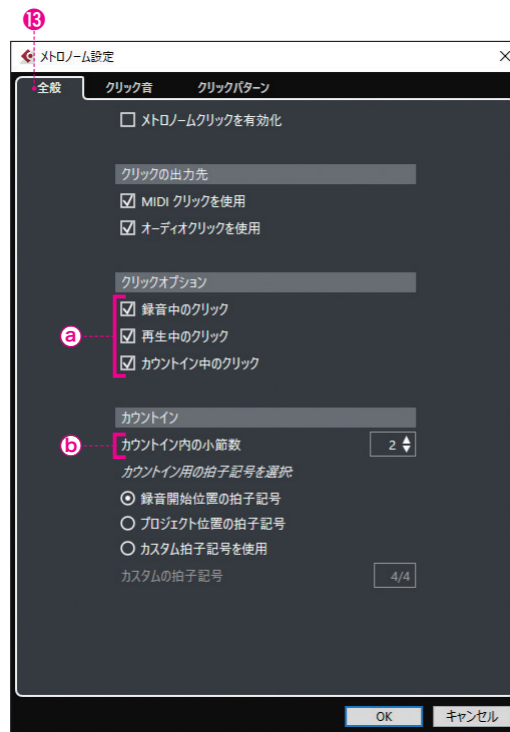 ⓭
メトロノーム設定
全般 クリック音 クリックパターン
メトロノームクリックを有効化
クリックの出力先
MIDI クリックを使用
オーディオクリックを使用
クリックオプション
録音中のクリック
ⓐ 再生中のクリック
カウントイン中のクリック
カウントイン
ⓑ カウントイン内の小節数 2
カウントイン用の拍子記号を選択:
録音開始位置の拍子記号
プロジェクト位置の拍子記号
カスタム拍子記号を使用
カスタムの拍子記号 4/4
OK キャンセル